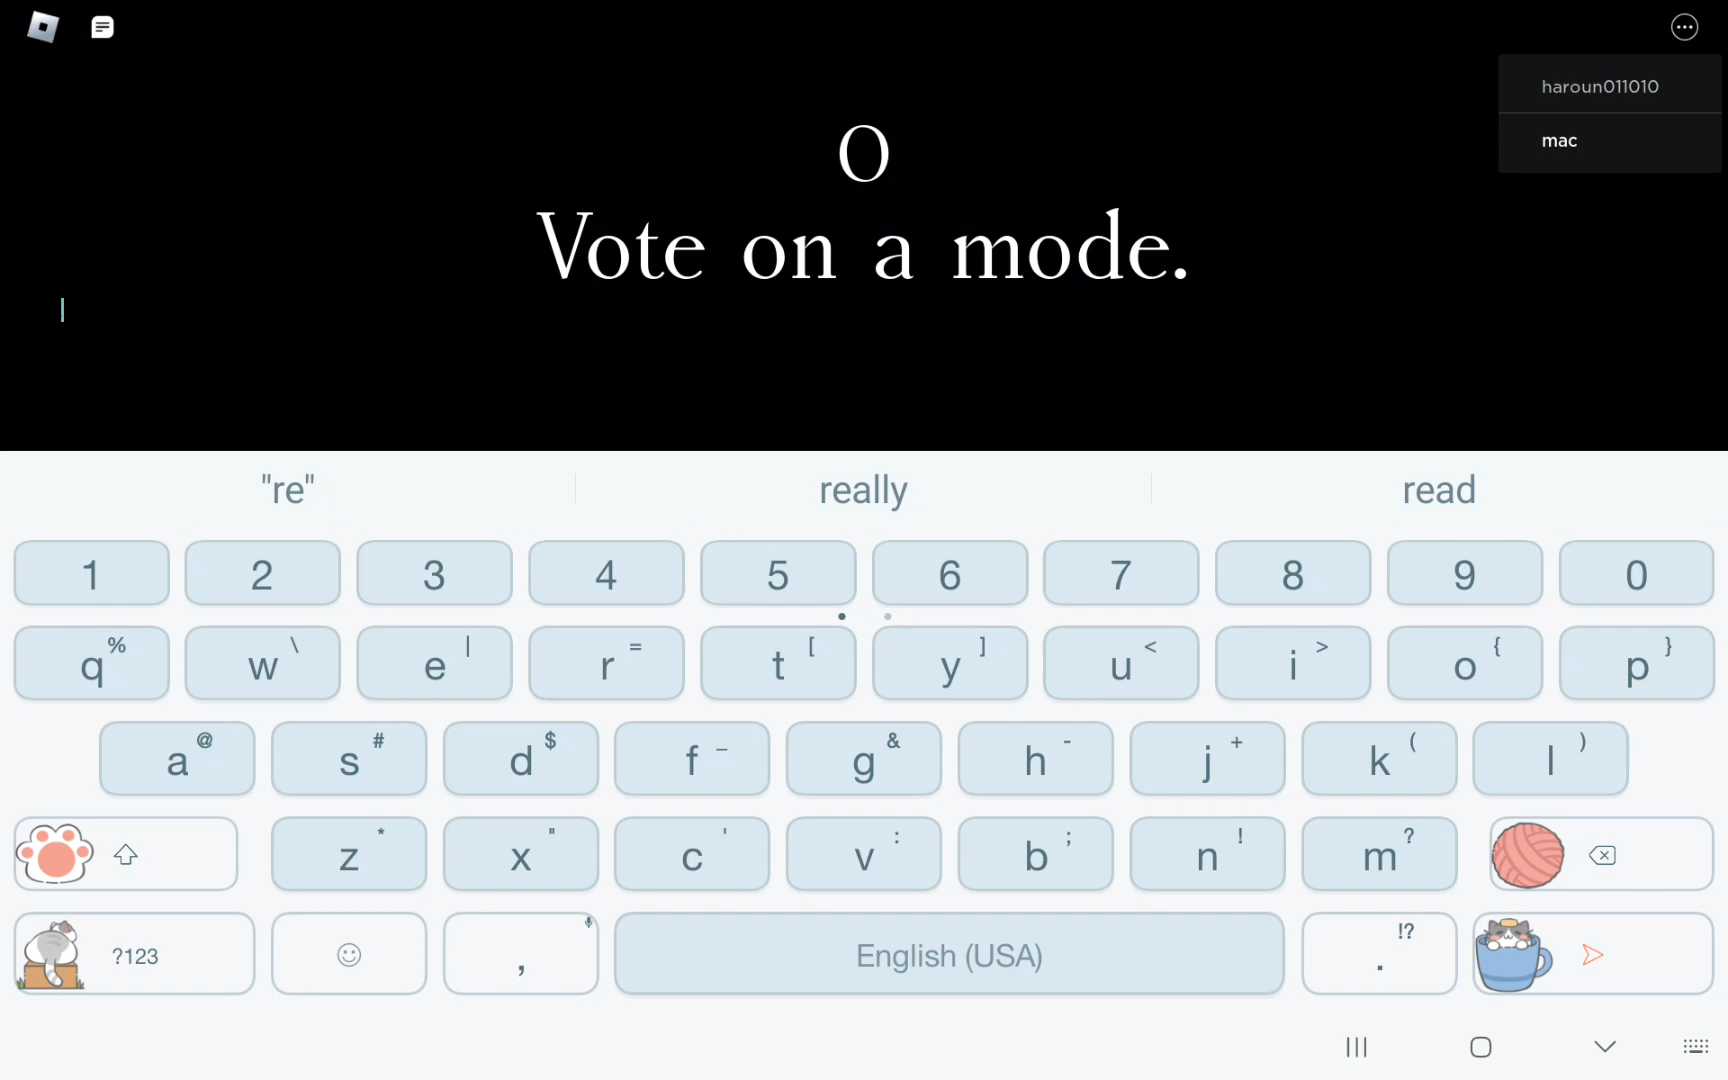 haroun011010
mac
O
Vote on a mode.
"re" really read
1 2 3 4 5 6 7 8 9 0
q % w \ e | r = t [ y ] u < i > o { p }
a @ s # d $ f _ g & h - j + k ( l )
z * x " c ' v : b ; n ! m ?
?123 , English (USA) . !?